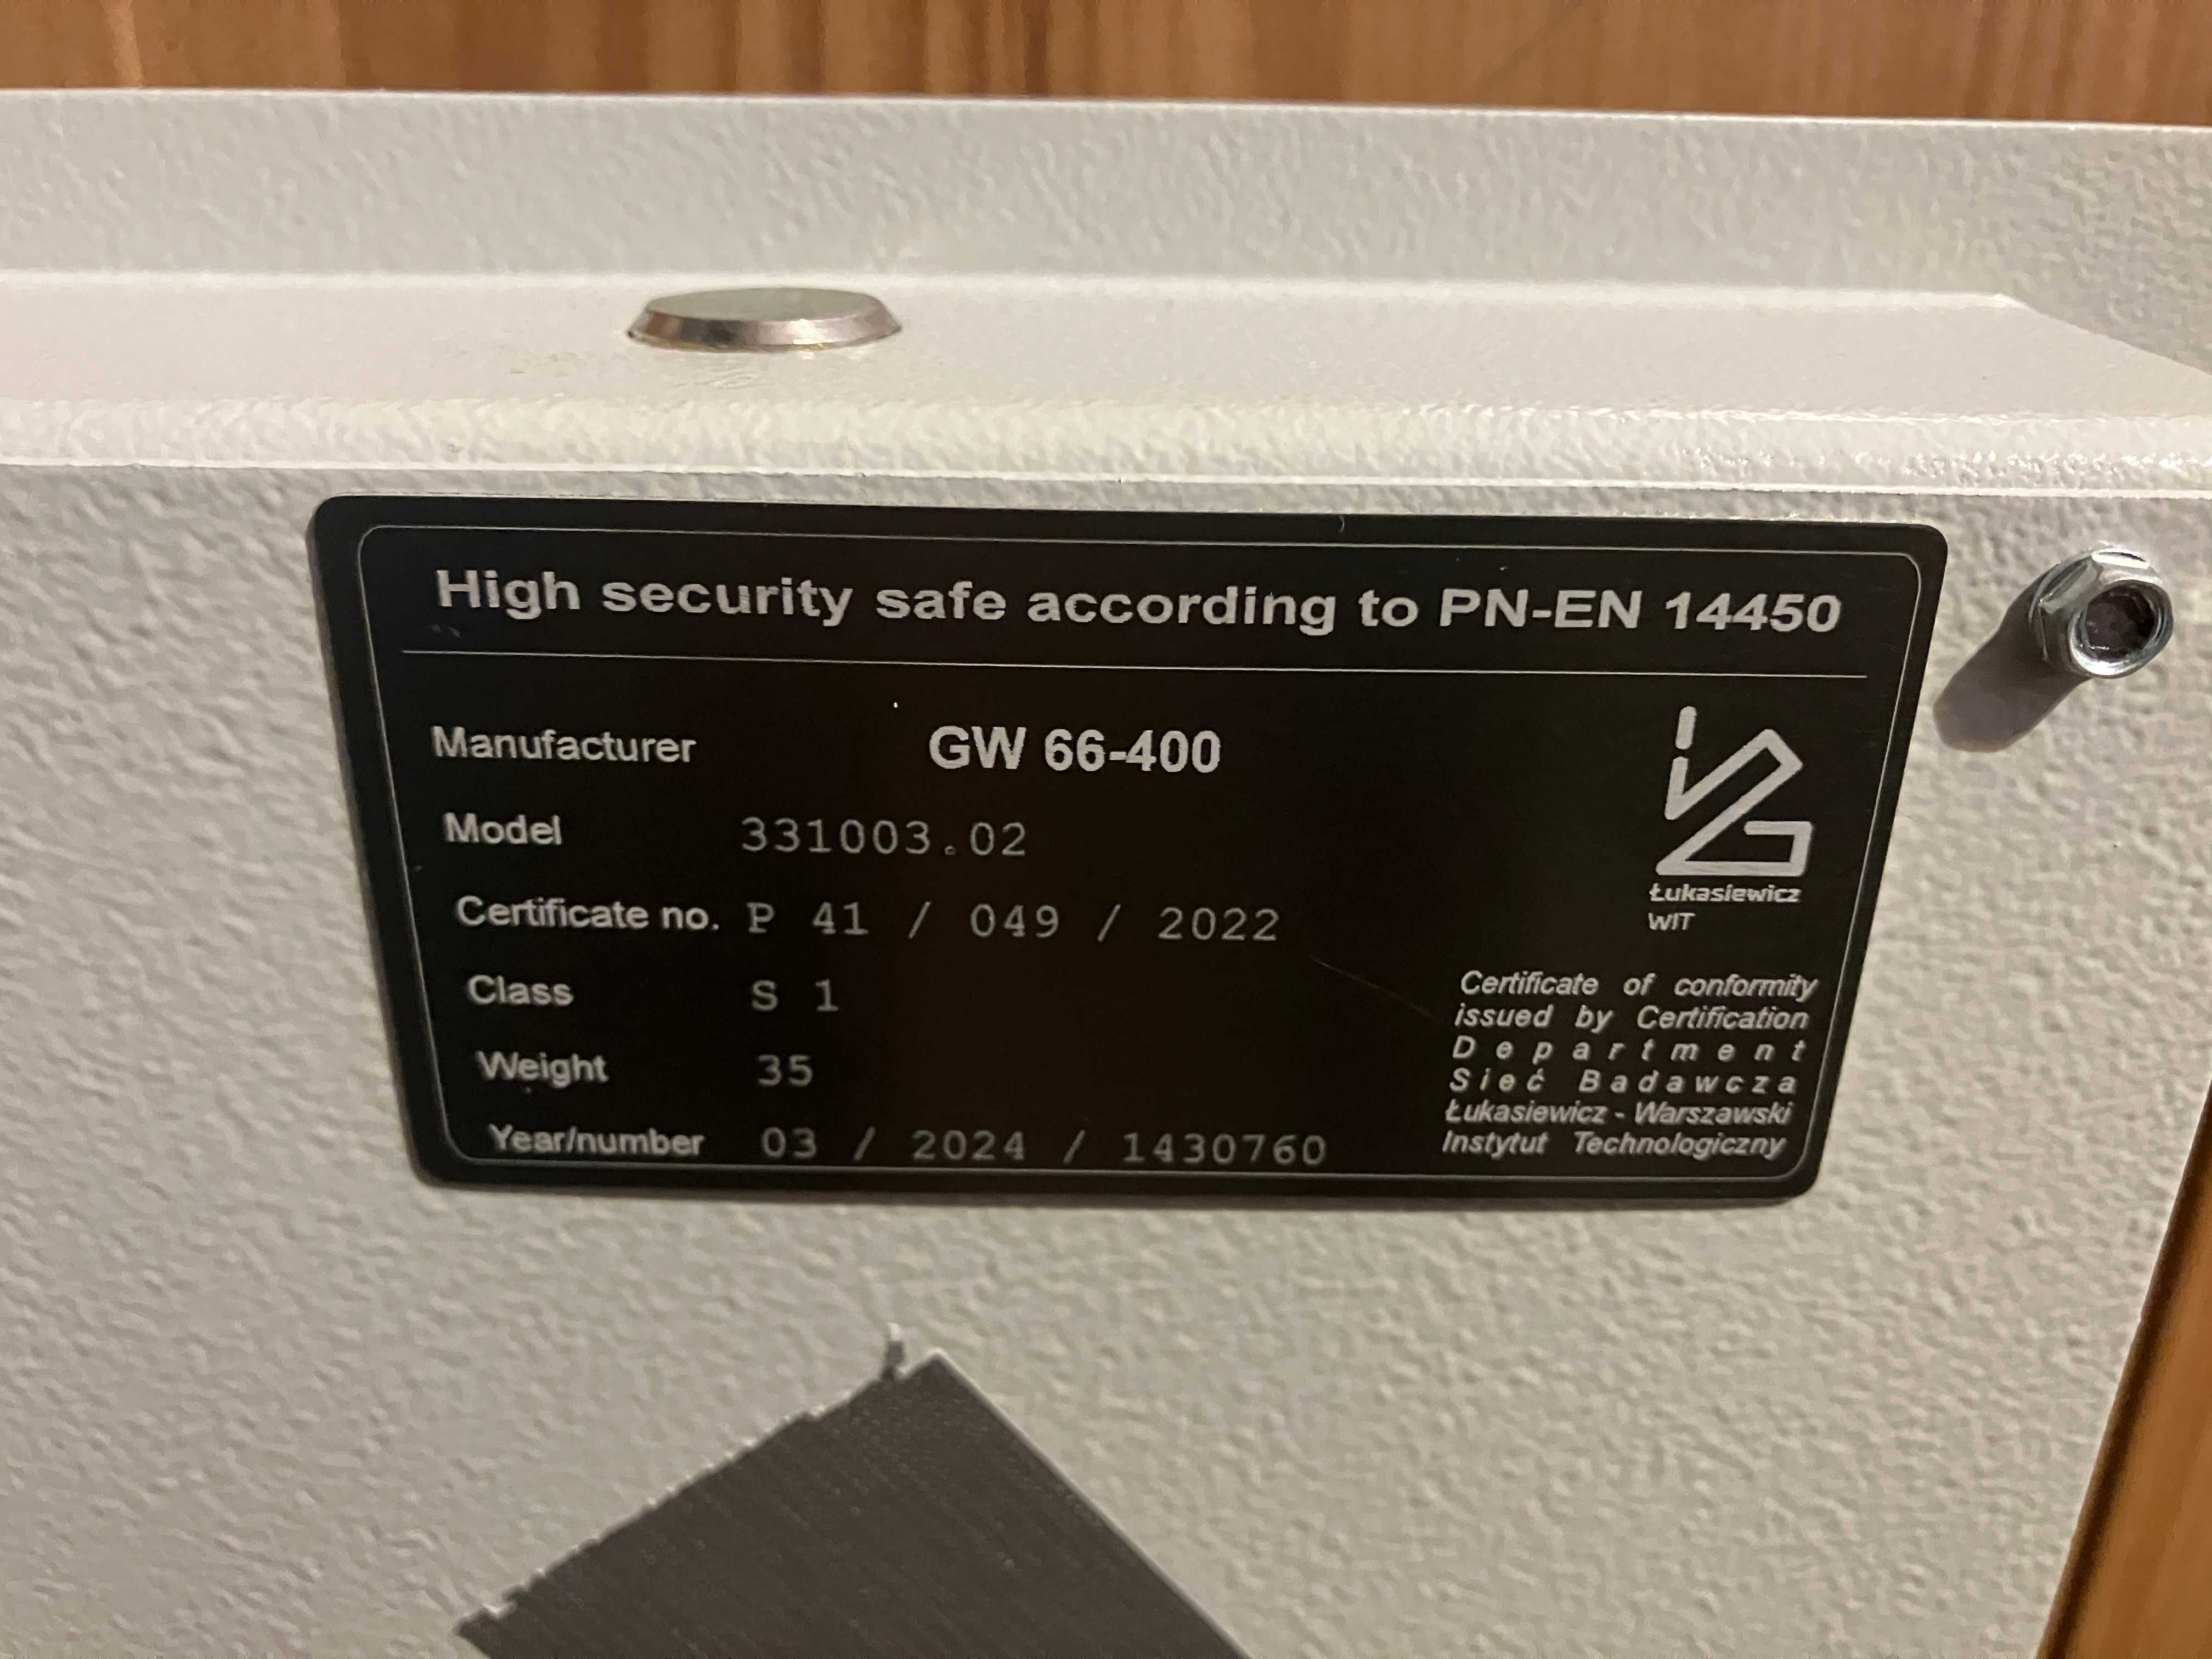 High security safe according to PN-EN 14450
Manufacturer GW 66-400
Model 331003.02
Certificate no. P 41 / 049 / 2022
Class S 1
Weight 35
Year/number 03 / 2024 / 1430760
Łukasiewicz
WIT
Certificate of conformity
issued by Certification
Department
Sieć Badawcza
Łukasiewicz - Warszawski
Instytut Technologiczny